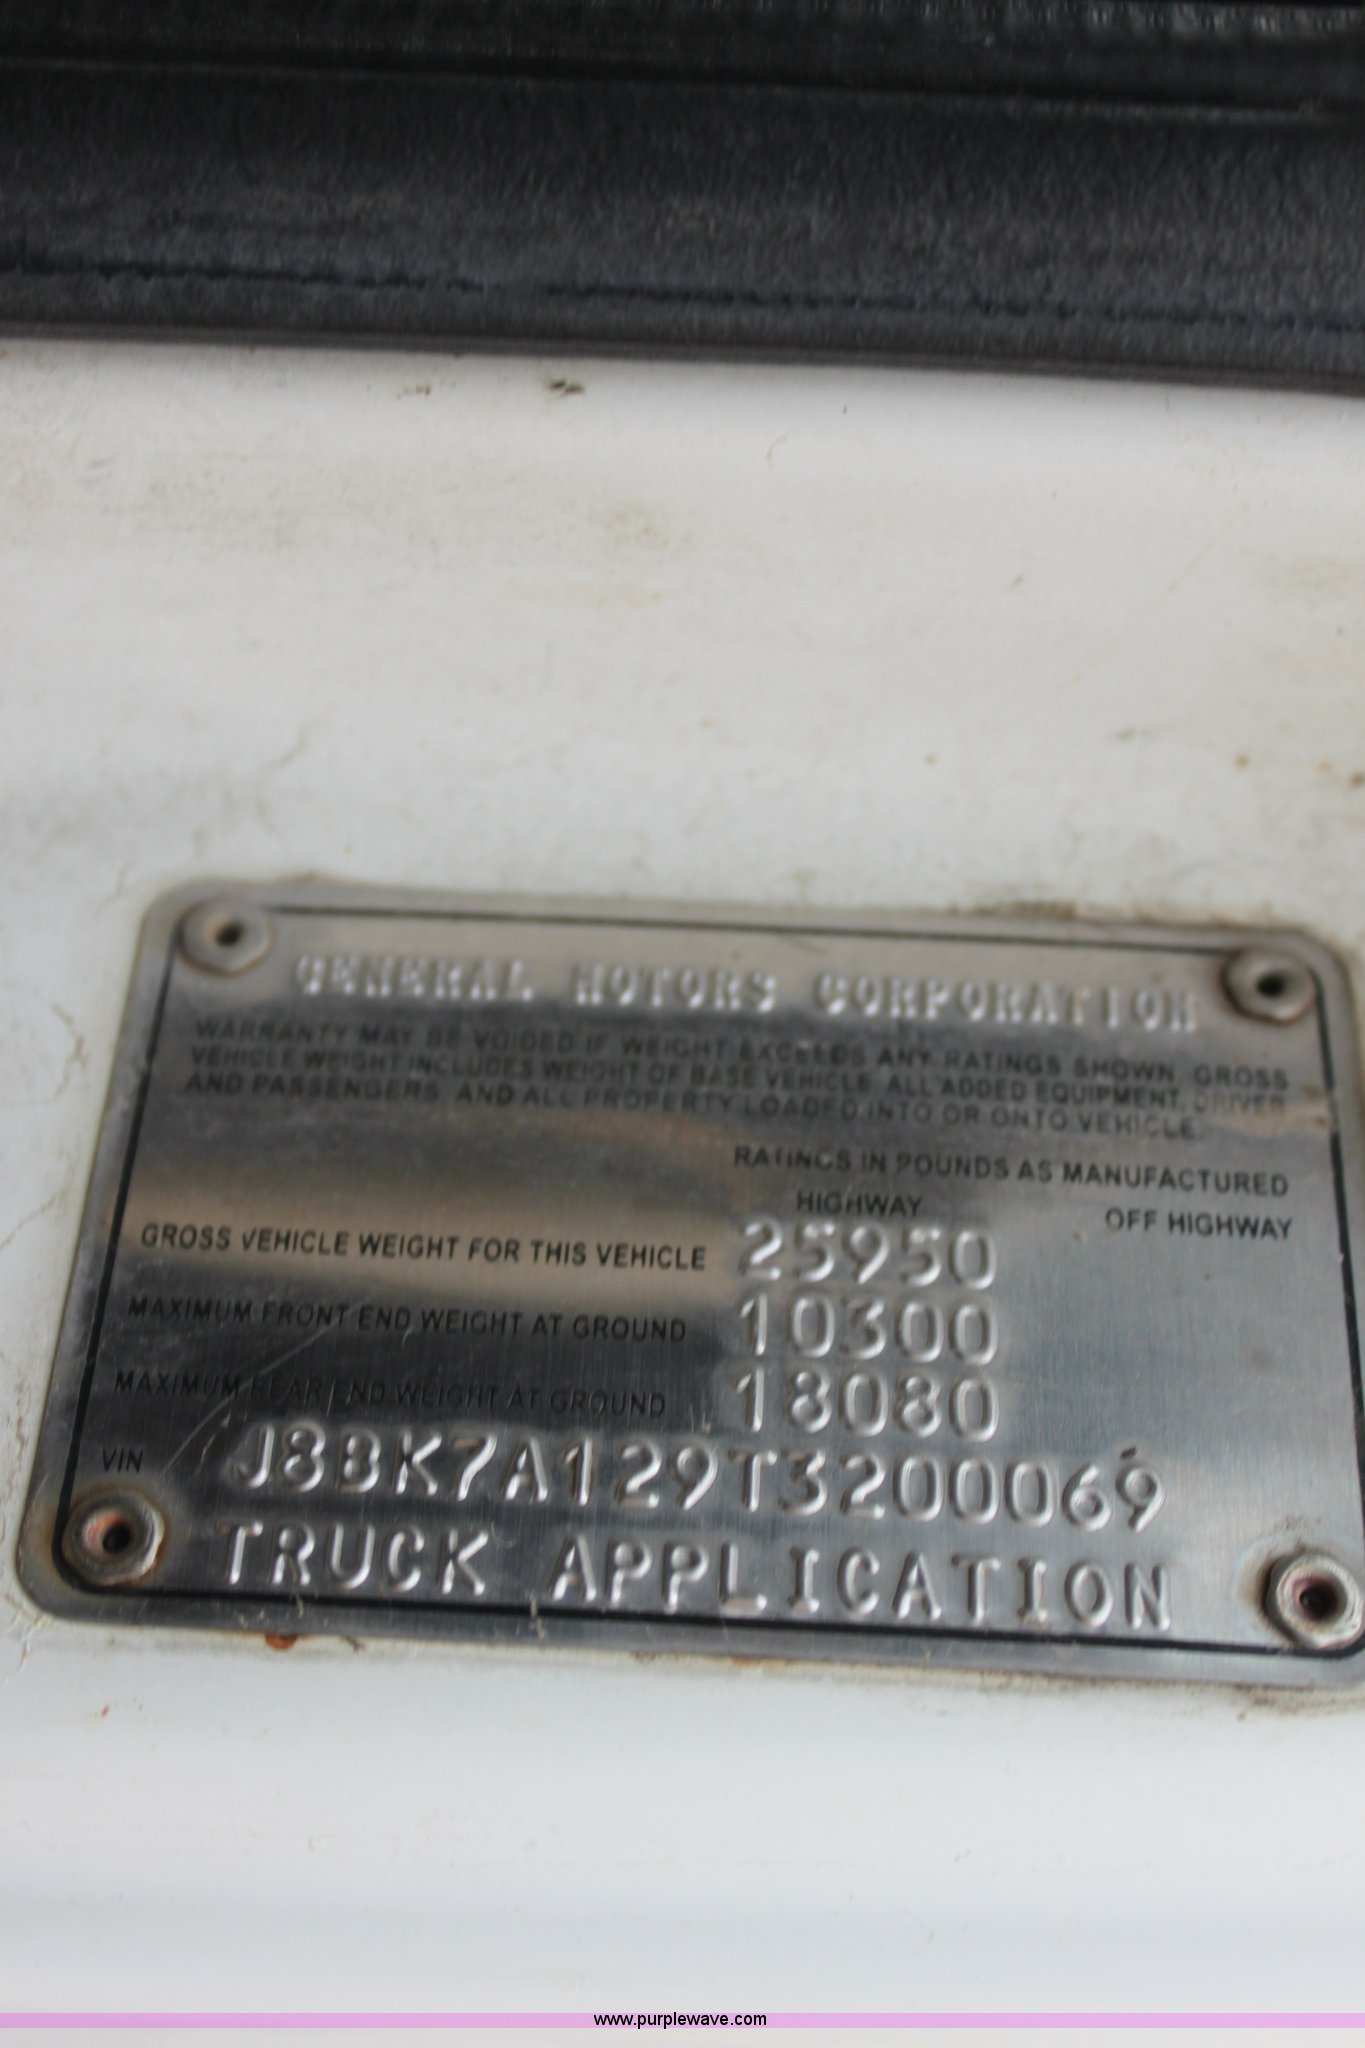 GENERAL MOTORS CORPORATION
WARRANTY MAY BE VOIDED IF WEIGHT EXCEEDS ANY RATINGS SHOWN. GROSS
VEHICLE WEIGHT INCLUDES WEIGHT OF BASE VEHICLE, ALL ADDED EQUIPMENT, DRIVER
AND PASSENGERS, AND ALL PROPERTY LOADED INTO OR ONTO VEHICLE.
RATINGS IN POUNDS AS MANUFACTURED
HIGHWAY OFF HIGHWAY
GROSS VEHICLE WEIGHT FOR THIS VEHICLE 25950
MAXIMUM FRONT END WEIGHT AT GROUND 10300
MAXIMUM REAR END WEIGHT AT GROUND 18080
VIN J8BK7A129T3200069
TRUCK APPLICATION
www.purplewave.com